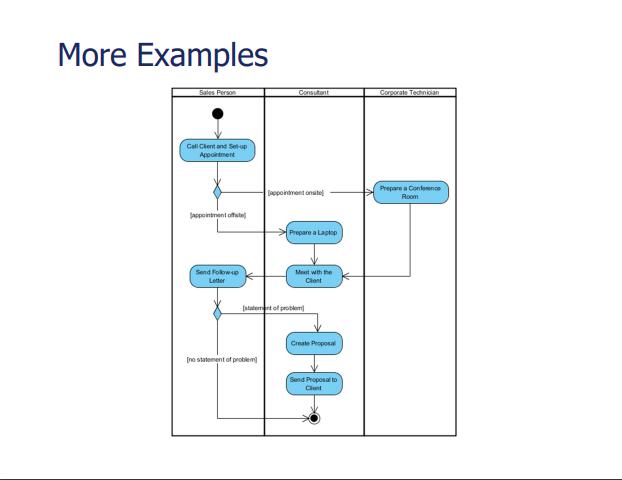 More Examples
Sales Person
Consultant
Corporate Technician
Call Client and Set-up
Appointment
[appointment onsite]
Prepare a Conference
Room
[appointment offsite]
Prepare a Laptop
Send Follow-up
Letter
Meet with the
Client
[statement of problem]
Create Proposal
[no statement of problem]
Send Proposal to
Client